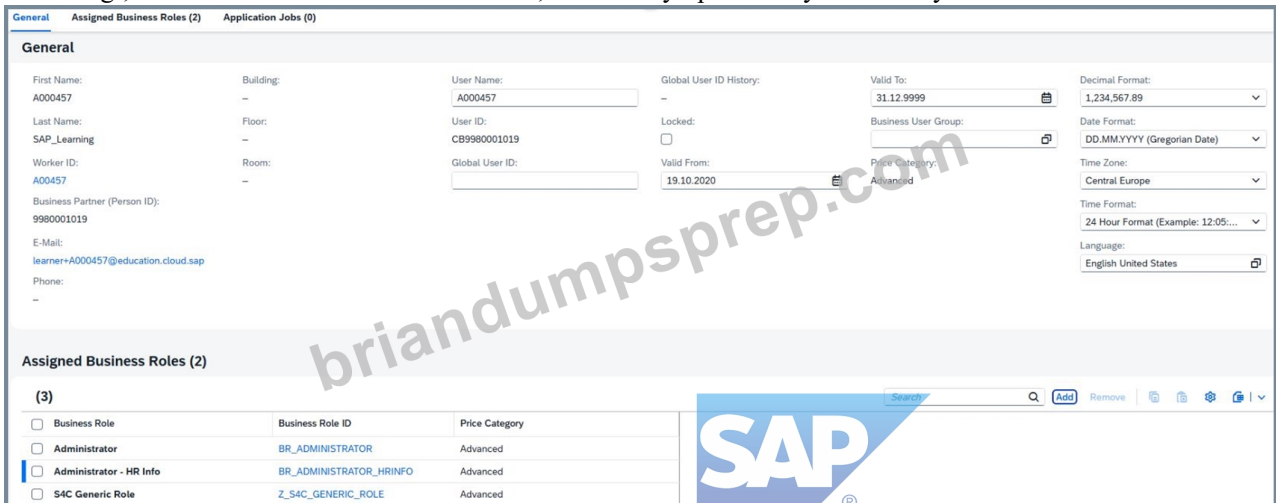 General Assigned Business Roles (2) Application Jobs (0)
General
First Name: Building: User Name: Global User ID History: Valid To: Decimal Format:
A000457 – A000457 – 31.12.9999 1,234,567.89
Last Name: Floor: User ID: Locked: Business User Group: Date Format:
SAP_Learning – CB9980001019 DD.MM.YYYY (Gregorian Date)
Worker ID: Room: Global User ID: Valid From: Price Category: Time Zone:
A00457 – 19.10.2020 Advanced Central Europe
Business Partner (Person ID): Time Format:
9980001019 24 Hour Format (Example: 12:05:...
E-Mail: Language:
learner+A000457@education.cloud.sap English United States
Phone:
–
briandumpsprep.com
Assigned Business Roles (2)
(3) Search Add Remove
Business Role Business Role ID Price Category
Administrator BR_ADMINISTRATOR Advanced
Administrator - HR Info BR_ADMINISTRATOR_HRINFO Advanced
S4C Generic Role Z_S4C_GENERIC_ROLE Advanced
SAP ®